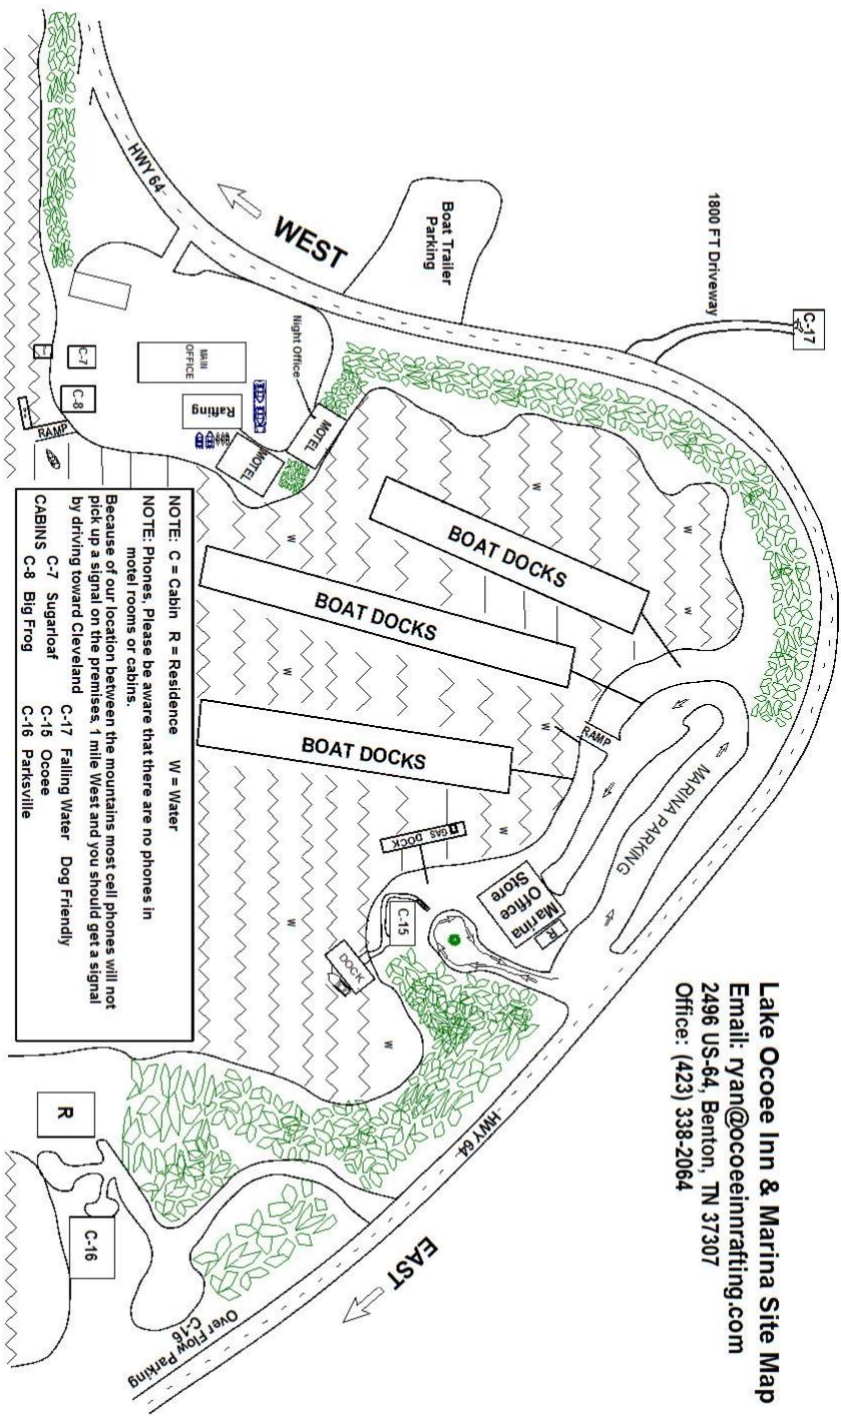 Lake Ocoee Inn & Marina Site Map
Email: ryan@ocoeeinnrafting.com
2496 US-64, Benton, TN 37307
Office: (423) 338-2064
C-17
1800 FT Driveway
Boat Trailer
Parking
WEST
HWY 64
Night Office
MAIN
OFFICE
Rafting
MOTEL
MOTEL
C-7
C-8
RAMP
W
W
W
BOAT DOCKS
W
BOAT DOCKS
W
BOAT DOCKS
W
RAMP
W
MARINA PARKING
GAS DOCK
Marina
Office
Store
R
C-15
DOCK
W
W
HWY 64
EAST
R
C-16
Over Flow Parking
C-16
NOTE: C = Cabin R = Residence W = Water
NOTE: Phones, Please be aware that there are no phones in
motel rooms or cabins.
Because of our location between the mountains most cell phones will not
pick up a signal on the premises, 1 mile West and you should get a signal
by driving toward Cleveland
CABINS C-7 Sugarloaf C-17 Falling Water Dog Friendly
C-15 Ocoee
C-8 Big Frog C-16 Parksville